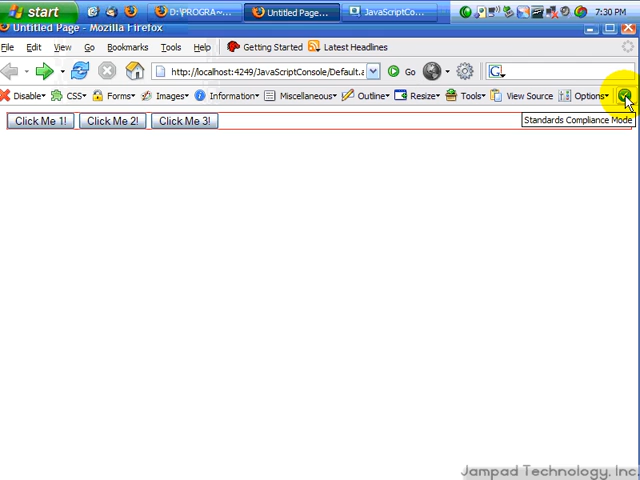 start D:\PROGRA~... Untitled Page... JavaScriptCo... 7:30 PM
Untitled Page - Mozilla Firefox
File View Go Bookmarks Tools Help Getting Started Latest Headlines
http://localhost:4249/JavaScriptConsole/Default.a Go G
Disable CSS Forms Images Information Miscellaneous Outline Resize Tools View Source Options
Click Me 1! Click Me 2! Click Me 3! Standards Compliance Mode
Jampad Technology, Inc.